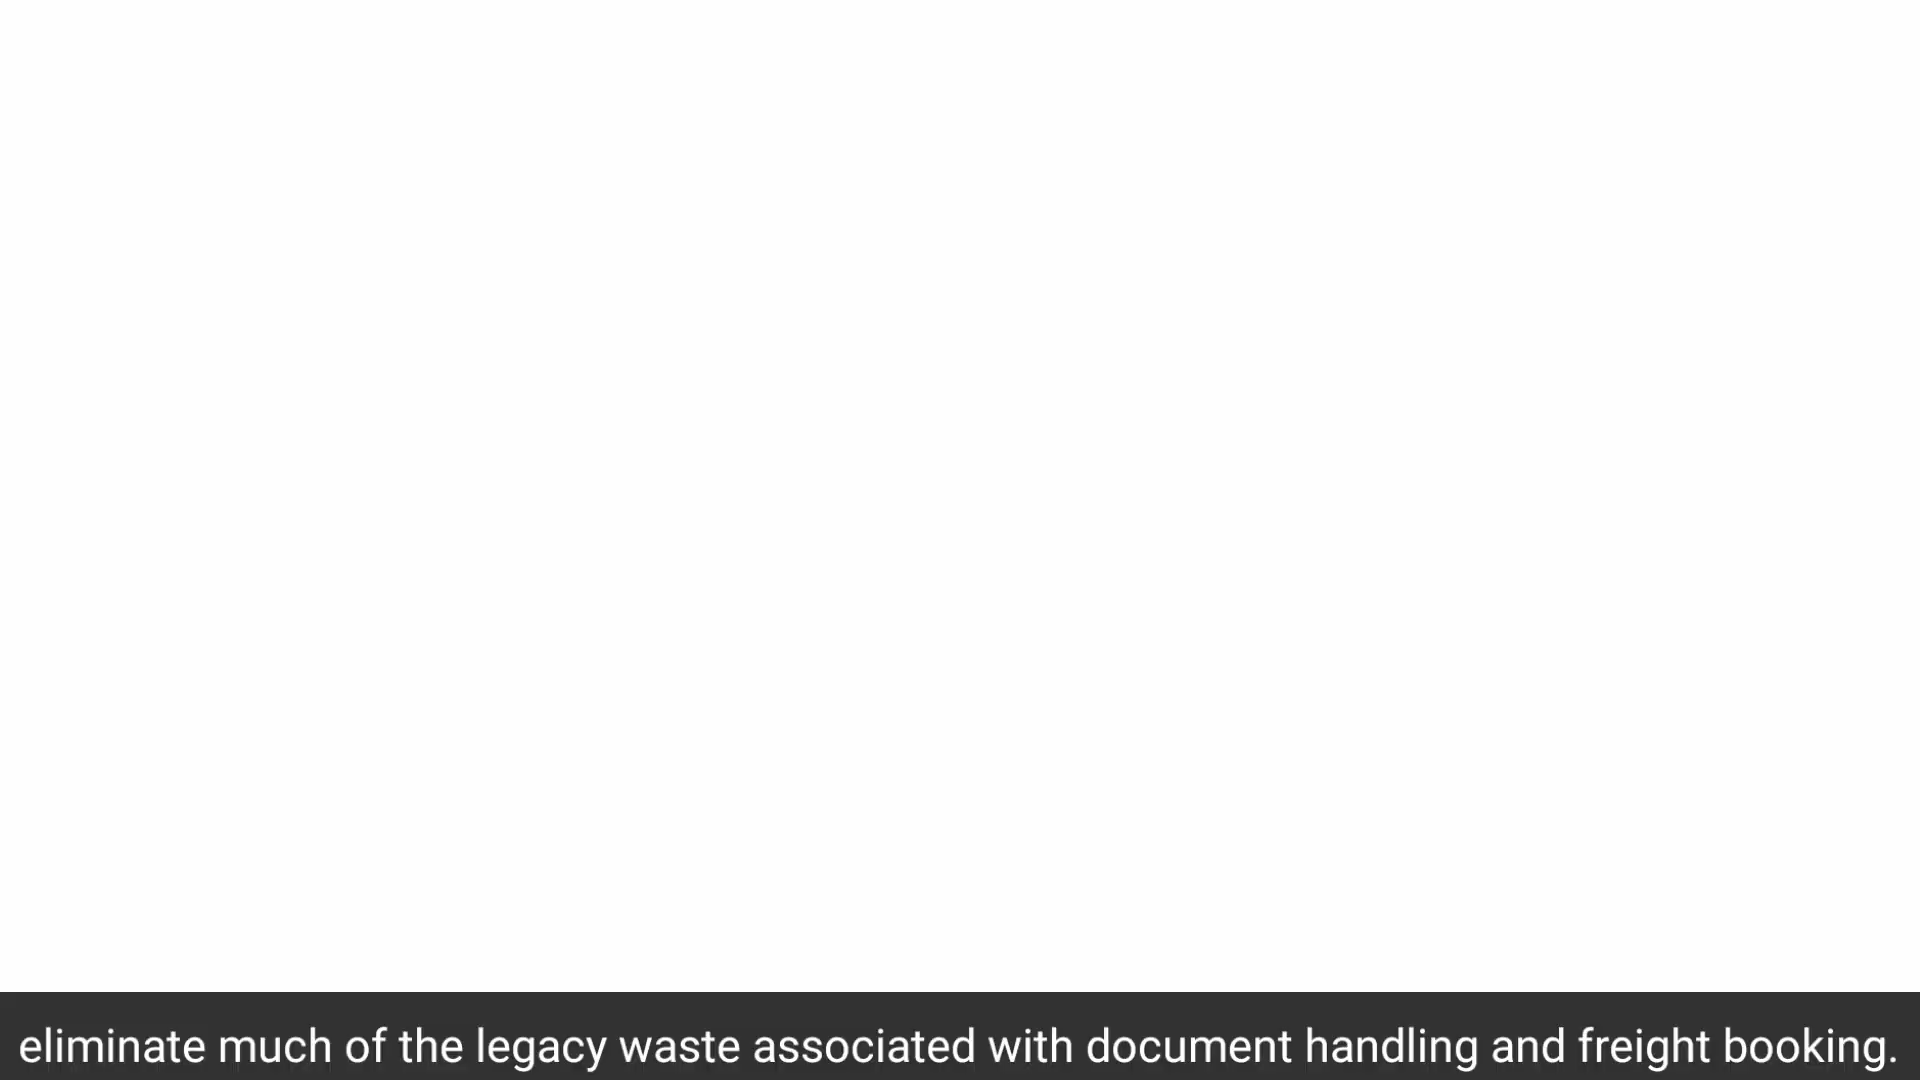 eliminate much of the legacy waste associated with document handling and freight booking.